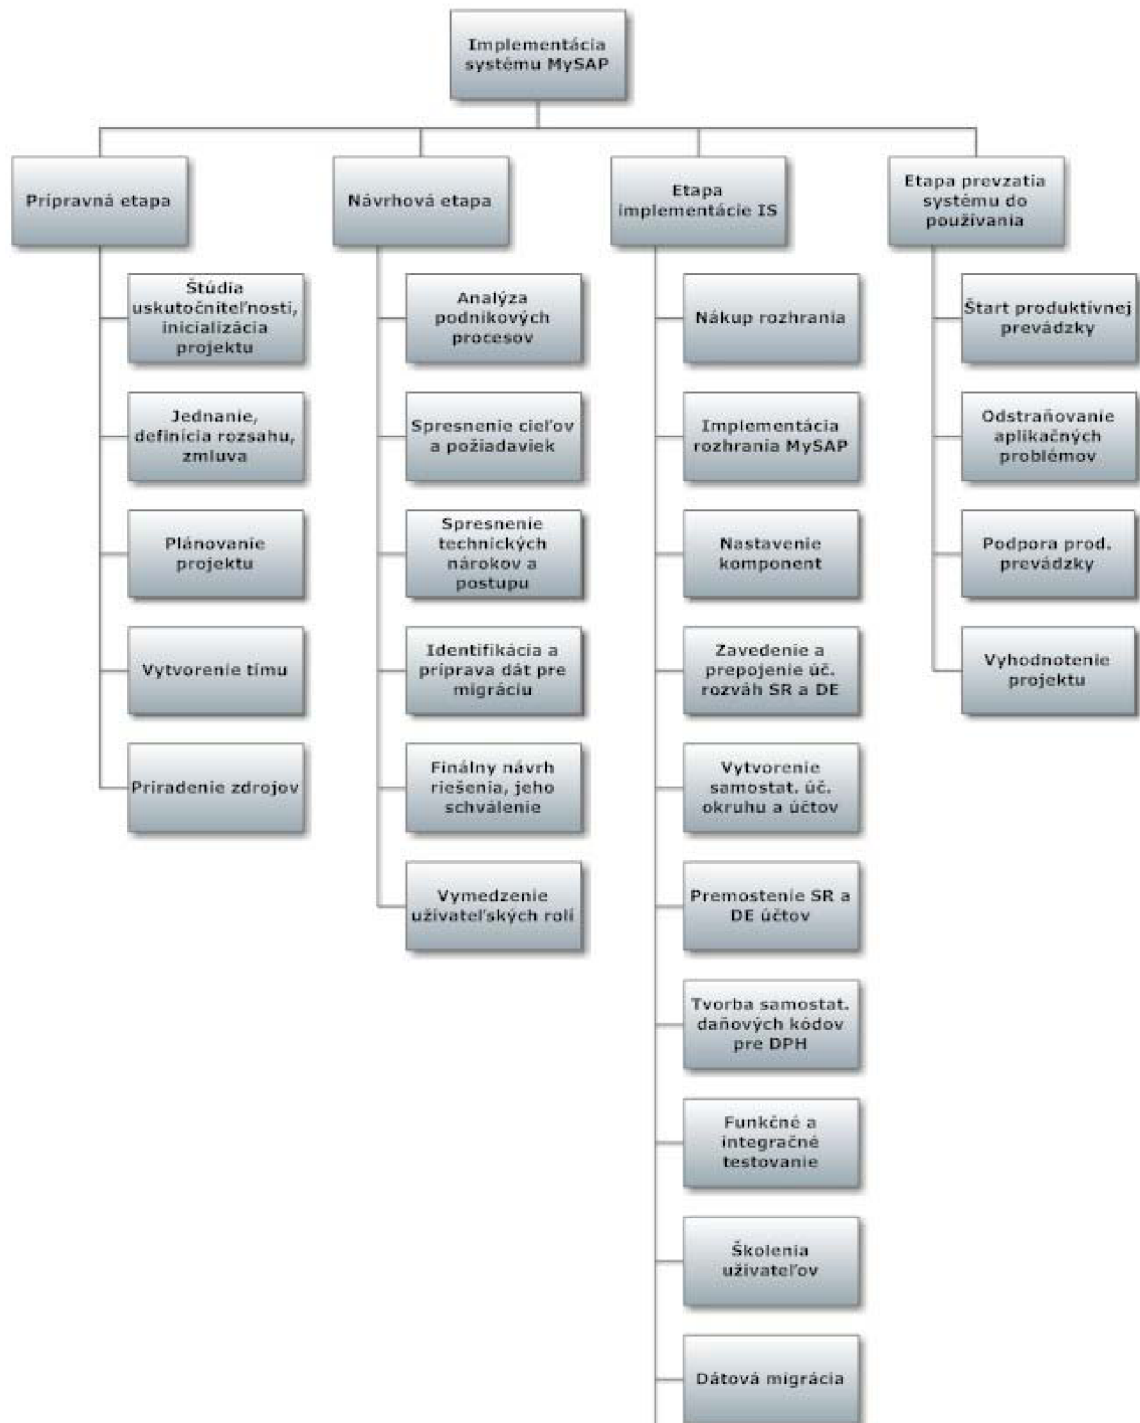 Implementácia
systému MySAP
Prípravná etapa
Štúdia
uskutočniteľnosti,
inicializácia
projektu
Jednanie,
definícia rozsahu,
zmluva
Plánovanie
projektu
Vytvorenie tímu
Priradenie zdrojov
Návrhová etapa
Analýza
podnikových
procesov
Spresnenie cieľov
a požiadaviek
Spresnenie
technických
nárokov a
postupu
Identifikácia a
príprava dát pre
migráciu
Finálny návrh
riešenia, jeho
schválenie
Vymedzenie
užívateľských rolí
Etapa
implementácie IS
Nákup rozhrania
Implementácia
rozhrania MySAP
Nastavenie
komponent
Zavedenie a
prepojenie úč.
rozváh SR a DE
Vytvorenie
samostat. úč.
okruhu a účtov
Premostenie SR a
DE účtov
Tvorba samostat.
daňových kódov
pre DPH
Funkčné a
integračné
testovanie
Školenia
užívateľov
Dátová migrácia
Etapa prevzatia
systému do
používania
Štart produktívnej
prevádzky
Odstraňovanie
aplikačných
problémov
Podpora prod.
prevádzky
Vyhodnotenie
projektu